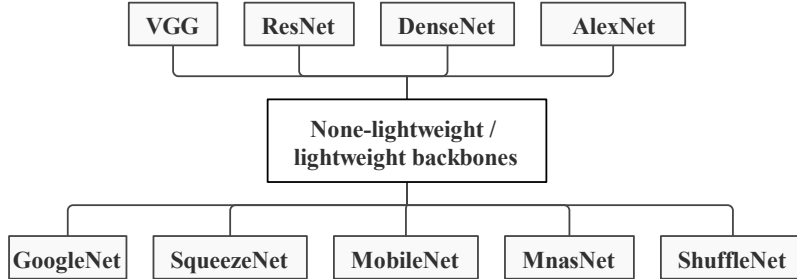 VGG
ResNet
DenseNet
AlexNet
None-lightweight /
lightweight backbones
GoogleNet
SqueezeNet
MobileNet
MnasNet
ShuffleNet